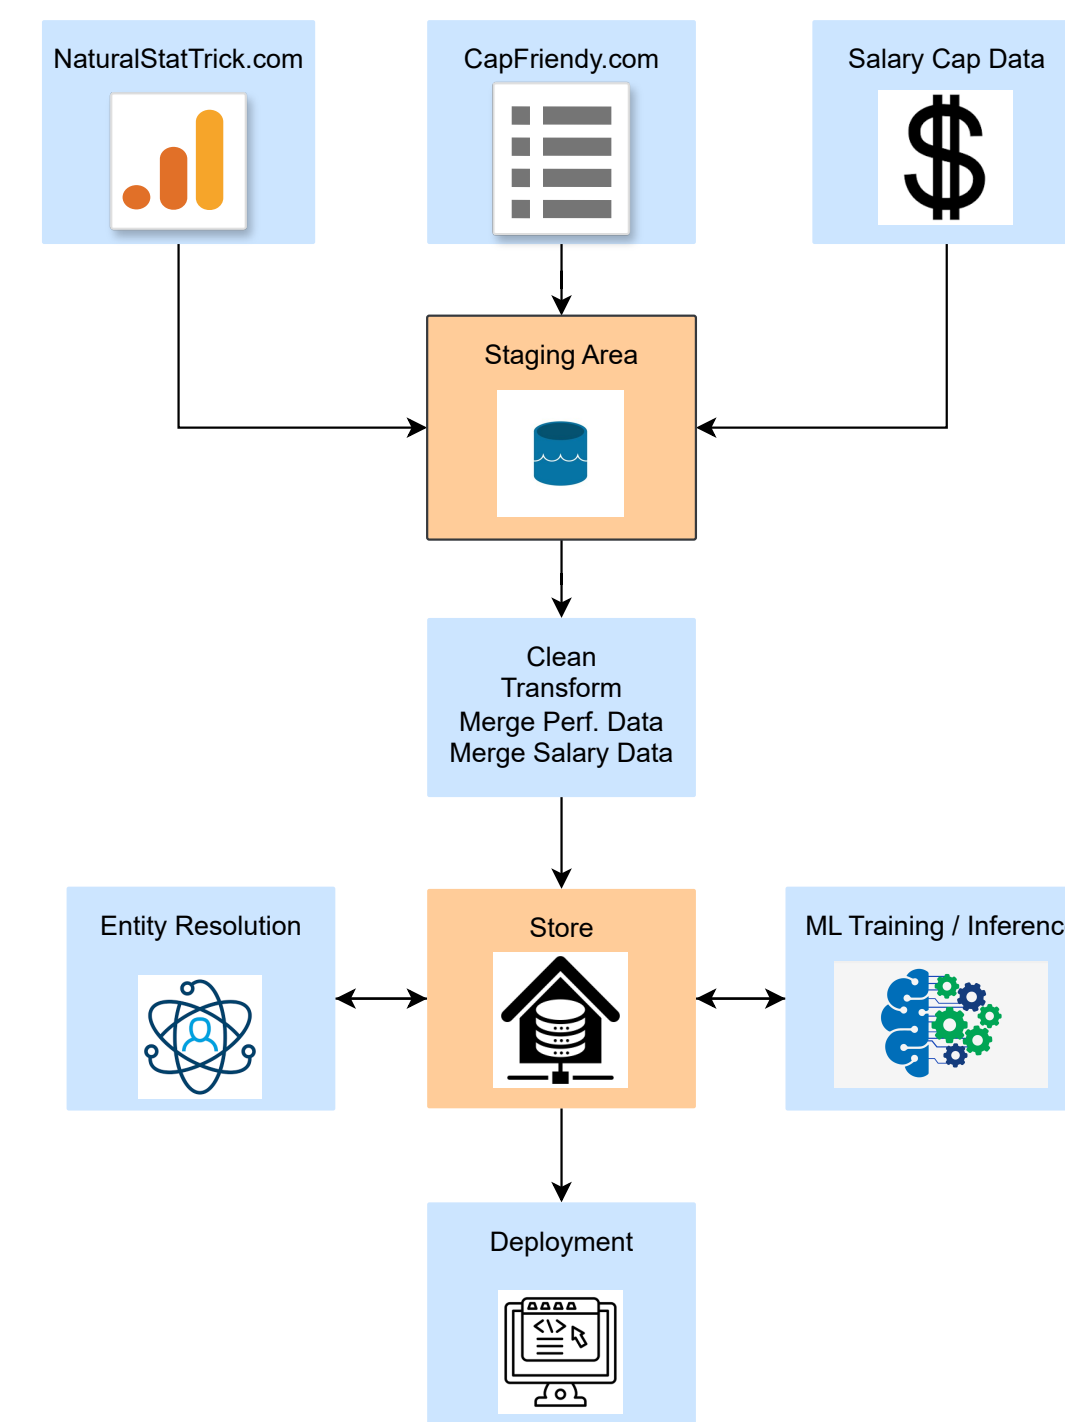 NaturalStatTrick.com
CapFriendy.com
Salary Cap Data
Staging Area
Clean
Transform
Merge Perf. Data
Merge Salary Data
Entity Resolution
Store
ML Training / Inferenc
Deployment